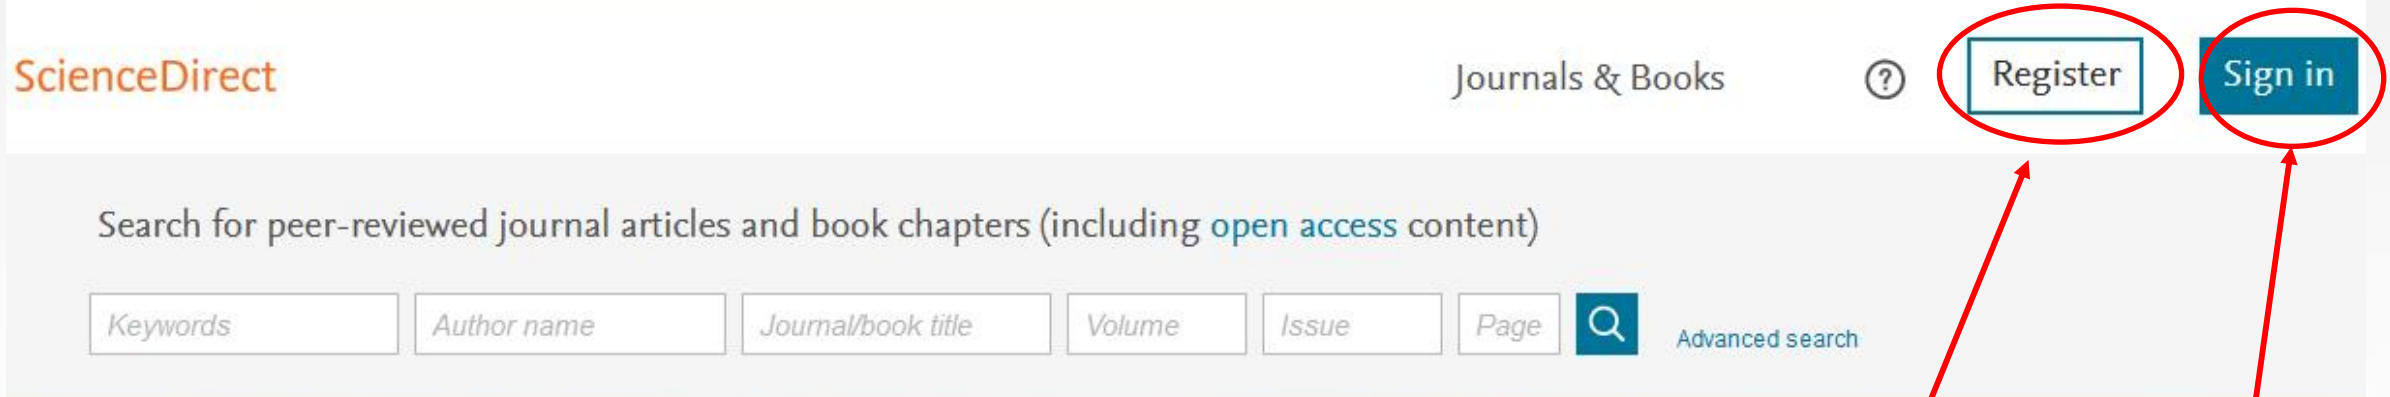 ScienceDirect Journals & Books ? Register Sign in
Search for peer-reviewed journal articles and book chapters (including open access content)
Keywords Author name Journal/book title Volume Issue Page Advanced search